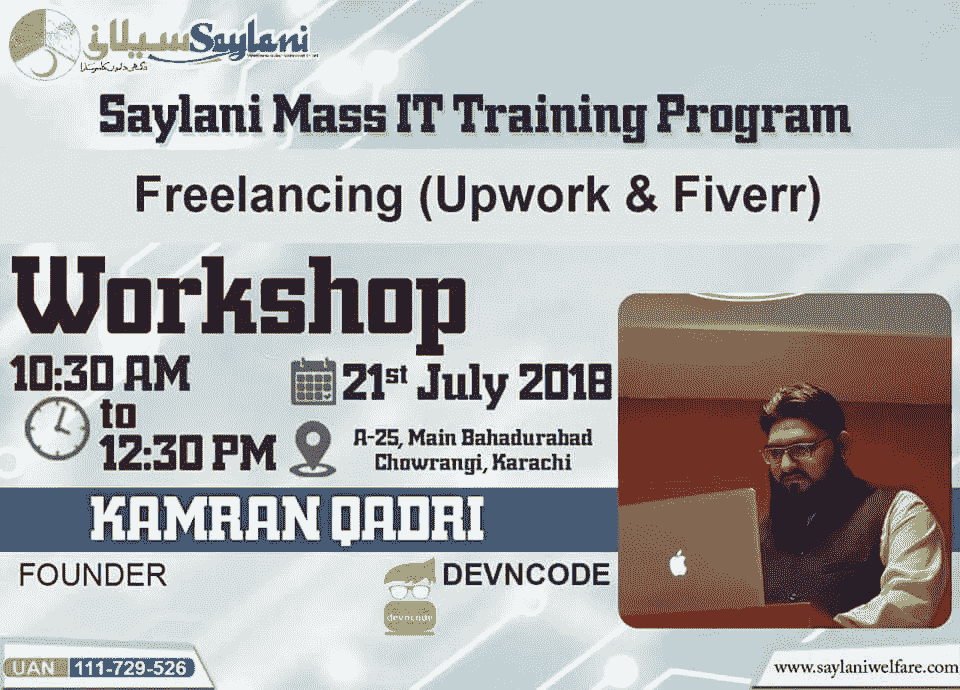 سیلانی Saylani
Saylani Mass IT Training Program
Freelancing (Upwork & Fiverr)
Workshop
10:30 AM
to
12:30 PM
21st July 2018
A-25, Main Bahadurabad
Chowrangi, Karachi
KAMRAN QADRI
FOUNDER
devncode
DEVNCODE
UAN 111-729-526
www.saylaniwelfare.com